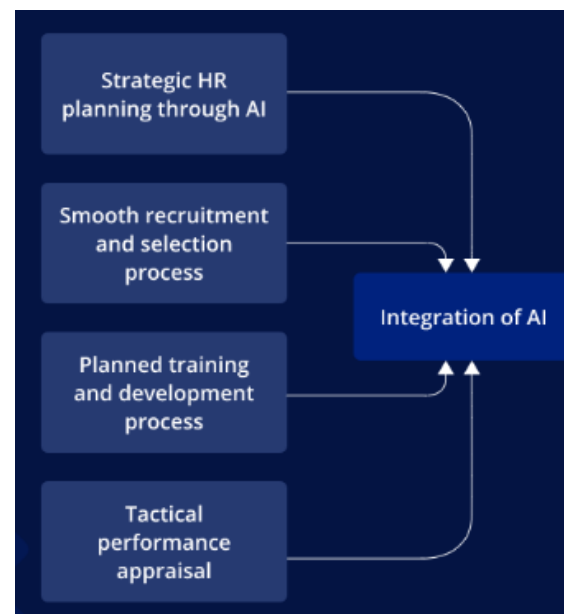 Strategic HR
planning through AI
Smooth recruitment
and selection
process
Integration of AI
Planned training
and development
process
Tactical
performance
appraisal